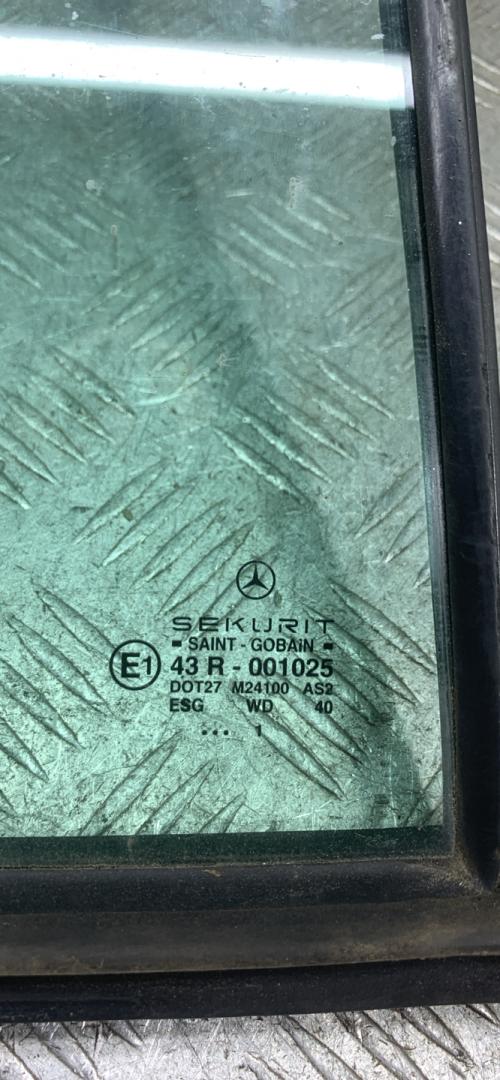 SEKURIT
SAINT - GOBAIN
E1 43 R - 001025
DOT27 M24100 AS2
ESG WD 40
... 1